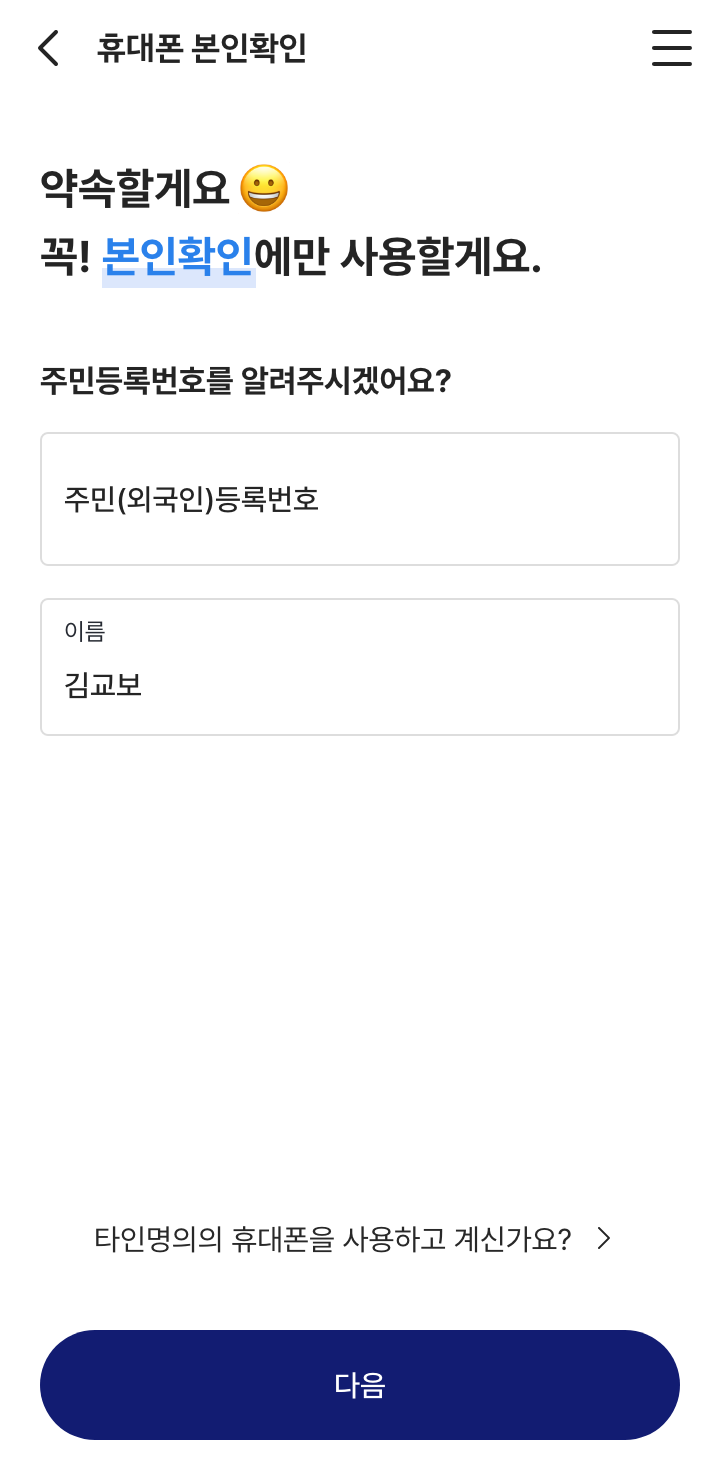 휴대폰 본인확인
약속할게요 😀
꼭! 본인확인에만 사용할게요.
주민등록번호를 알려주시겠어요?
주민(외국인)등록번호
이름
김교보
타인명의의 휴대폰을 사용하고 계신가요?
다음